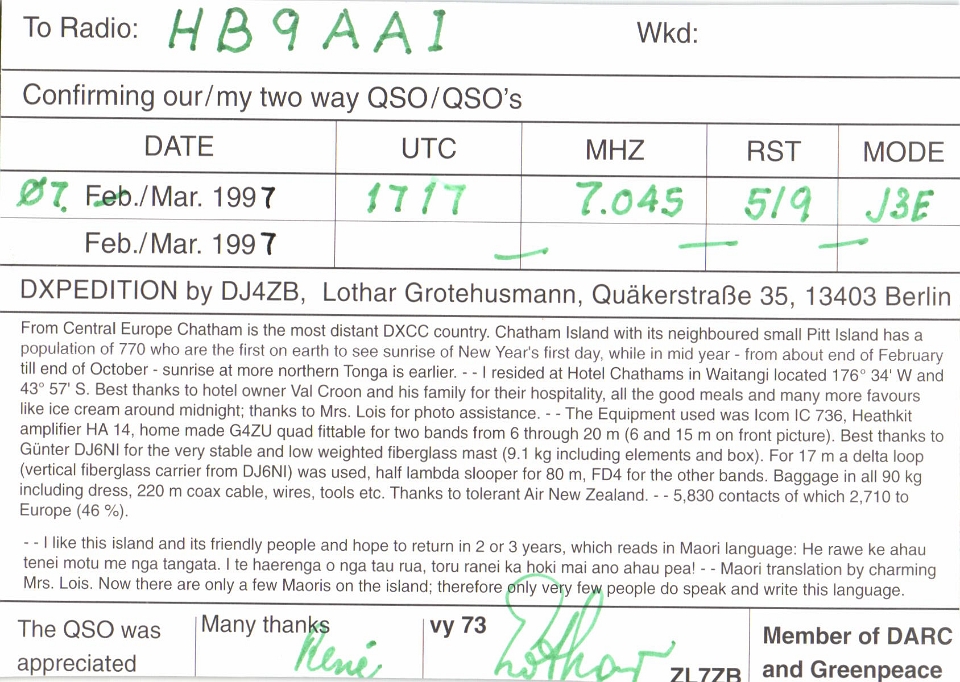 To Radio: HB9AAI Wkd:
Confirming our/my two way QSO/QSO's
DATE UTC MHZ RST MODE
07. Feb./Mar. 1997 1717 7.045 519 J3E
Feb./Mar. 1997
DXPEDITION by DJ4ZB, Lothar Grotehusmann, Quäkerstraße 35, 13403 Berlin
From Central Europe Chatham is the most distant DXCC country. Chatham Island with its neighboured small Pitt Island has a
population of 770 who are the first on earth to see sunrise of New Year's first day, while in mid year - from about end of February
till end of October - sunrise at more northern Tonga is earlier. - - I resided at Hotel Chathams in Waitangi located 176° 34' W and
43° 57' S. Best thanks to hotel owner Val Croon and his family for their hospitality, all the good meals and many more favours
like ice cream around midnight; thanks to Mrs. Lois for photo assistance. - - The Equipment used was Icom IC 736, Heathkit
amplifier HA 14, home made G4ZU quad fittable for two bands from 6 through 20 m (6 and 15 m on front picture). Best thanks to
Günter DJ6NI for the very stable and low weighted fiberglass mast (9.1 kg including elements and box). For 17 m a delta loop
(vertical fiberglass carrier from DJ6NI) was used, half lambda slooper for 80 m, FD4 for the other bands. Baggage in all 90 kg
including dress, 220 m coax cable, wires, tools etc. Thanks to tolerant Air New Zealand. - - 5,830 contacts of which 2,710 to
Europe (46 %).
- - I like this island and its friendly people and hope to return in 2 or 3 years, which reads in Maori language: He rawe ke ahau
tenei motu me nga tangata. I te haerenga o nga tau rua, toru ranei ka hoki mai ano ahau pea! - - Maori translation by charming
Mrs. Lois. Now there are only a few Maoris on the island; therefore only very few people do speak and write this language.
The QSO was
appreciated
Many thanks
René
vy 73
Lothar
ZL7ZB
Member of DARC
and Greenpeace